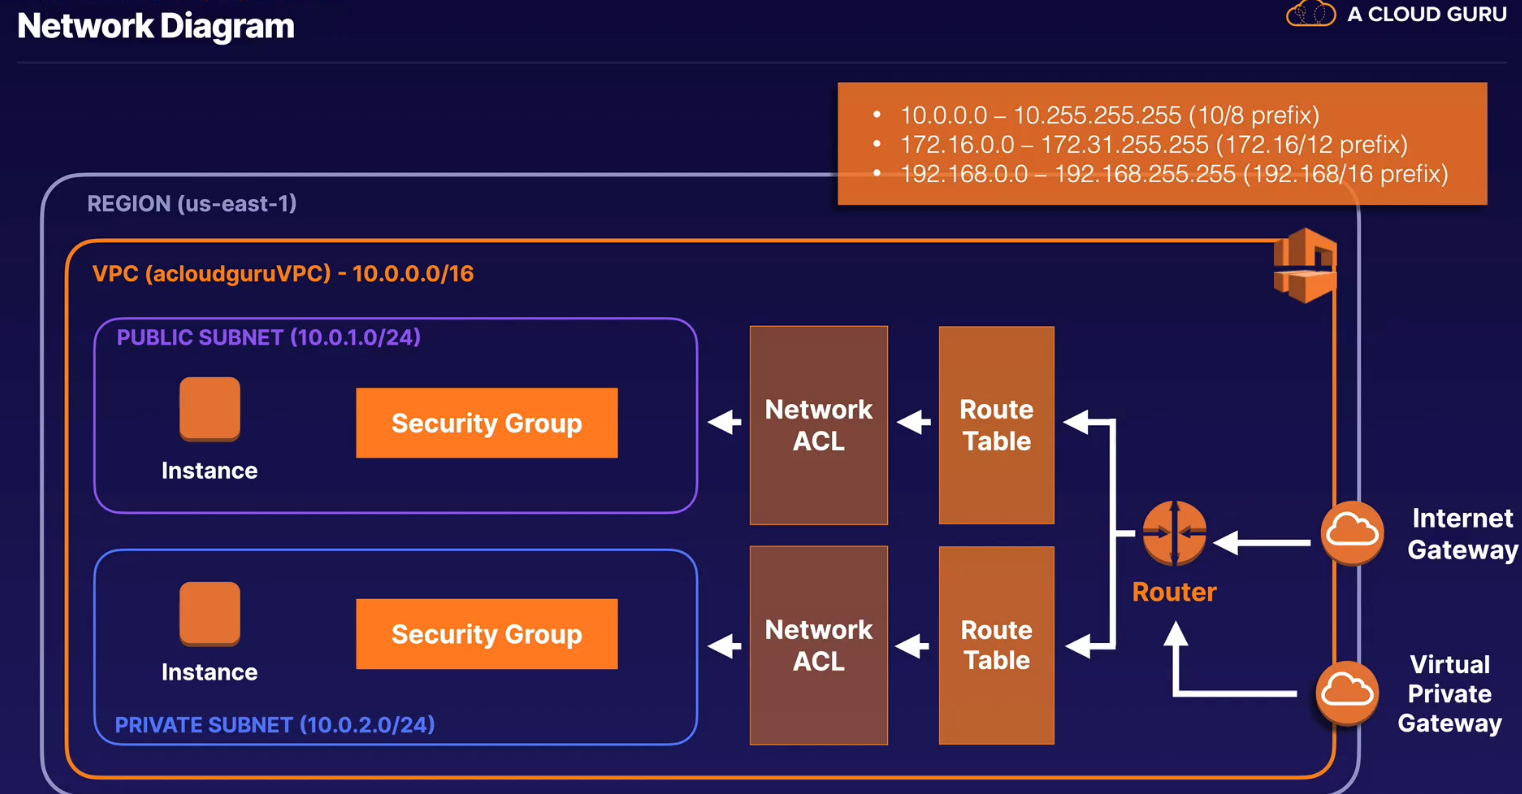 Network Diagram
A CLOUD GURU
• 10.0.0.0 – 10.255.255.255 (10/8 prefix)
• 172.16.0.0 – 172.31.255.255 (172.16/12 prefix)
• 192.168.0.0 – 192.168.255.255 (192.168/16 prefix)
REGION (us-east-1)
VPC (acloudguruVPC) - 10.0.0.0/16
PUBLIC SUBNET (10.0.1.0/24)
Instance
Security Group
Network
ACL
Route
Table
Router
Internet
Gateway
Instance
Security Group
PRIVATE SUBNET (10.0.2.0/24)
Network
ACL
Route
Table
Virtual
Private
Gateway